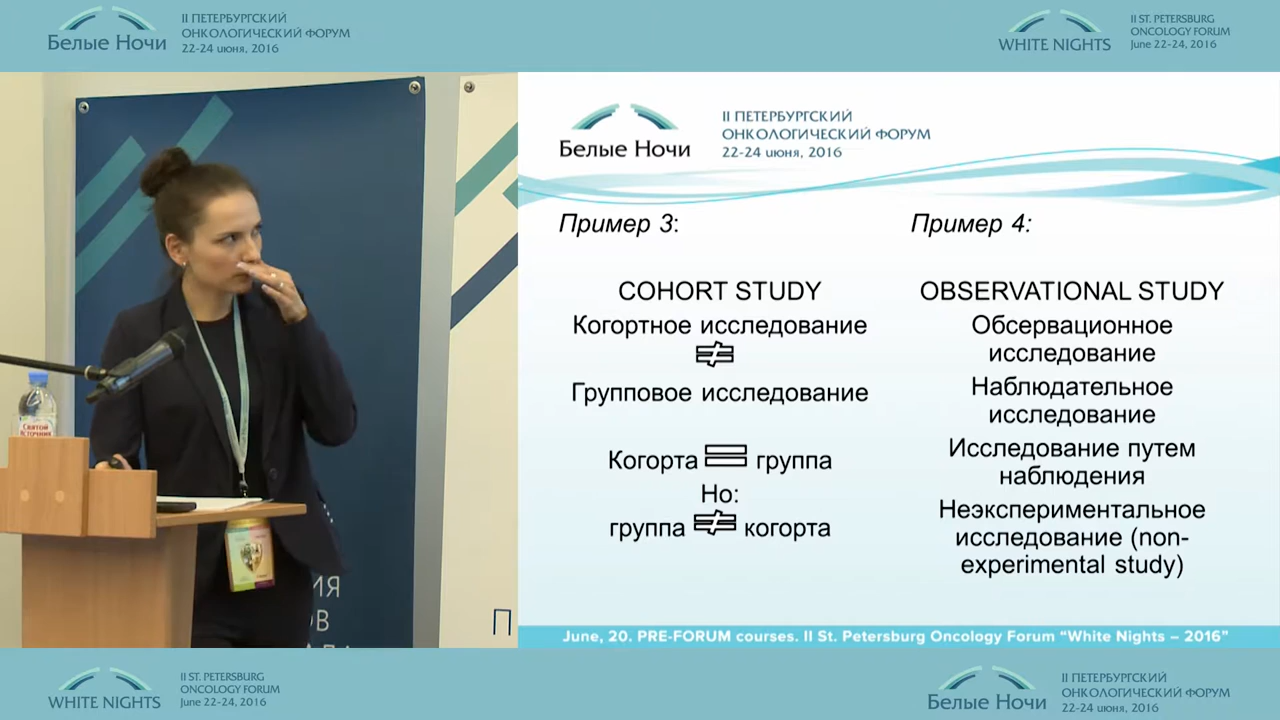 Белые Ночи
II ПЕТЕРБУРГСКИЙ
ОНКОЛОГИЧЕСКИЙ ФОРУМ
22-24 июня, 2016
WHITE NIGHTS
II ST. PETERSBURG
ONCOLOGY FORUM
June 22-24, 2016
Святой
Источник
ИЯ
ОВ
П
Белые Ночи
II ПЕТЕРБУРГСКИЙ
ОНКОЛОГИЧЕСКИЙ ФОРУМ
22-24 июня, 2016
Пример 3:
COHORT STUDY
Когортное исследование
≠
Групповое исследование
Когорта = группа
Но:
группа ≠ когорта
Пример 4:
OBSERVATIONAL STUDY
Обсервационное
исследование
Наблюдательное
исследование
Исследование путем
наблюдения
Неэкспериментальное
исследование (non-
experimental study)
June, 20. PRE-FORUM courses. II St. Petersburg Oncology Forum “White Nights – 2016”
WHITE NIGHTS
II ST. PETERSBURG
ONCOLOGY FORUM
June 22-24, 2016
Белые Ночи
II ПЕТЕРБУРГСКИЙ
ОНКОЛОГИЧЕСКИЙ ФОРУМ
22-24 июня, 2016